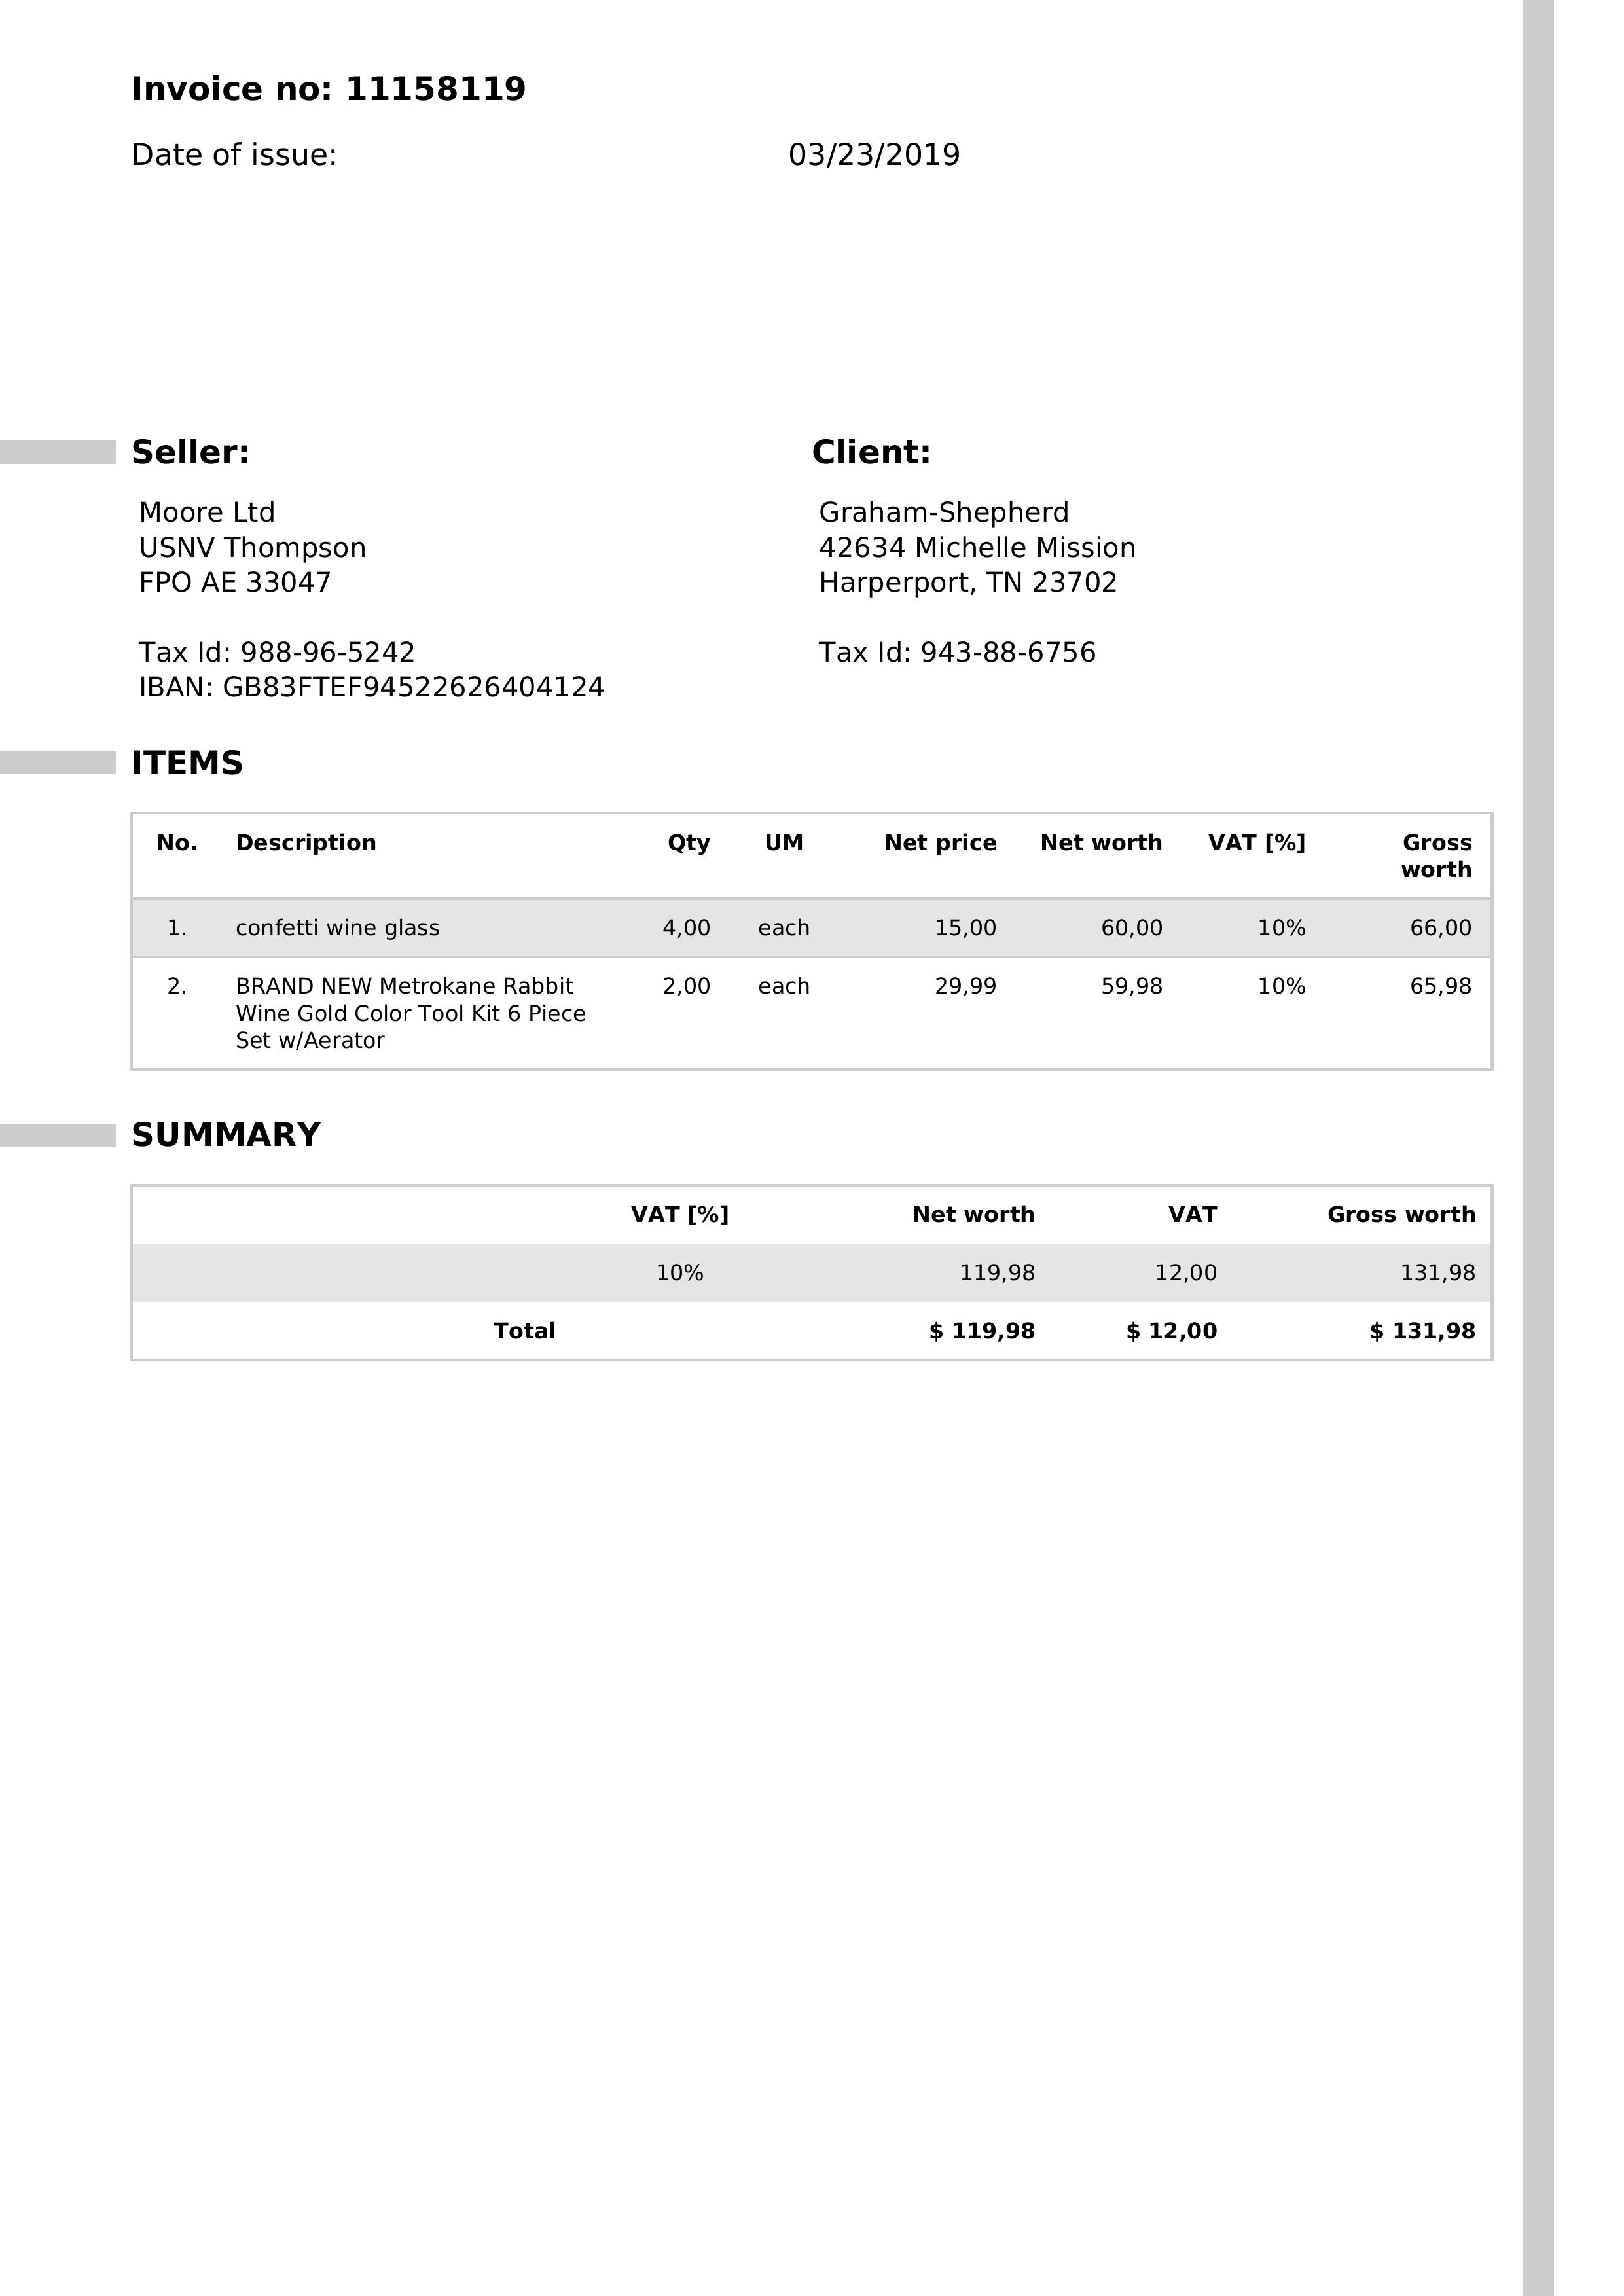 Invoice no: 11158119
Date of issue: 03/23/2019
Seller:
Moore Ltd
USNV Thompson
FPO AE 33047
Tax Id: 988-96-5242
IBAN: GB83FTEF94522626404124
Client:
Graham-Shepherd
42634 Michelle Mission
Harperport, TN 23702
Tax Id: 943-88-6756
ITEMS
No. Description Qty UM Net price Net worth VAT [%] Gross worth
1. confetti wine glass 4,00 each 15,00 60,00 10% 66,00
2. BRAND NEW Metrokane Rabbit 2,00 each 29,99 59,98 10% 65,98
Wine Gold Color Tool Kit 6 Piece
Set w/Aerator
SUMMARY
VAT [%] Net worth VAT Gross worth
10% 119,98 12,00 131,98
Total $ 119,98 $ 12,00 $ 131,98